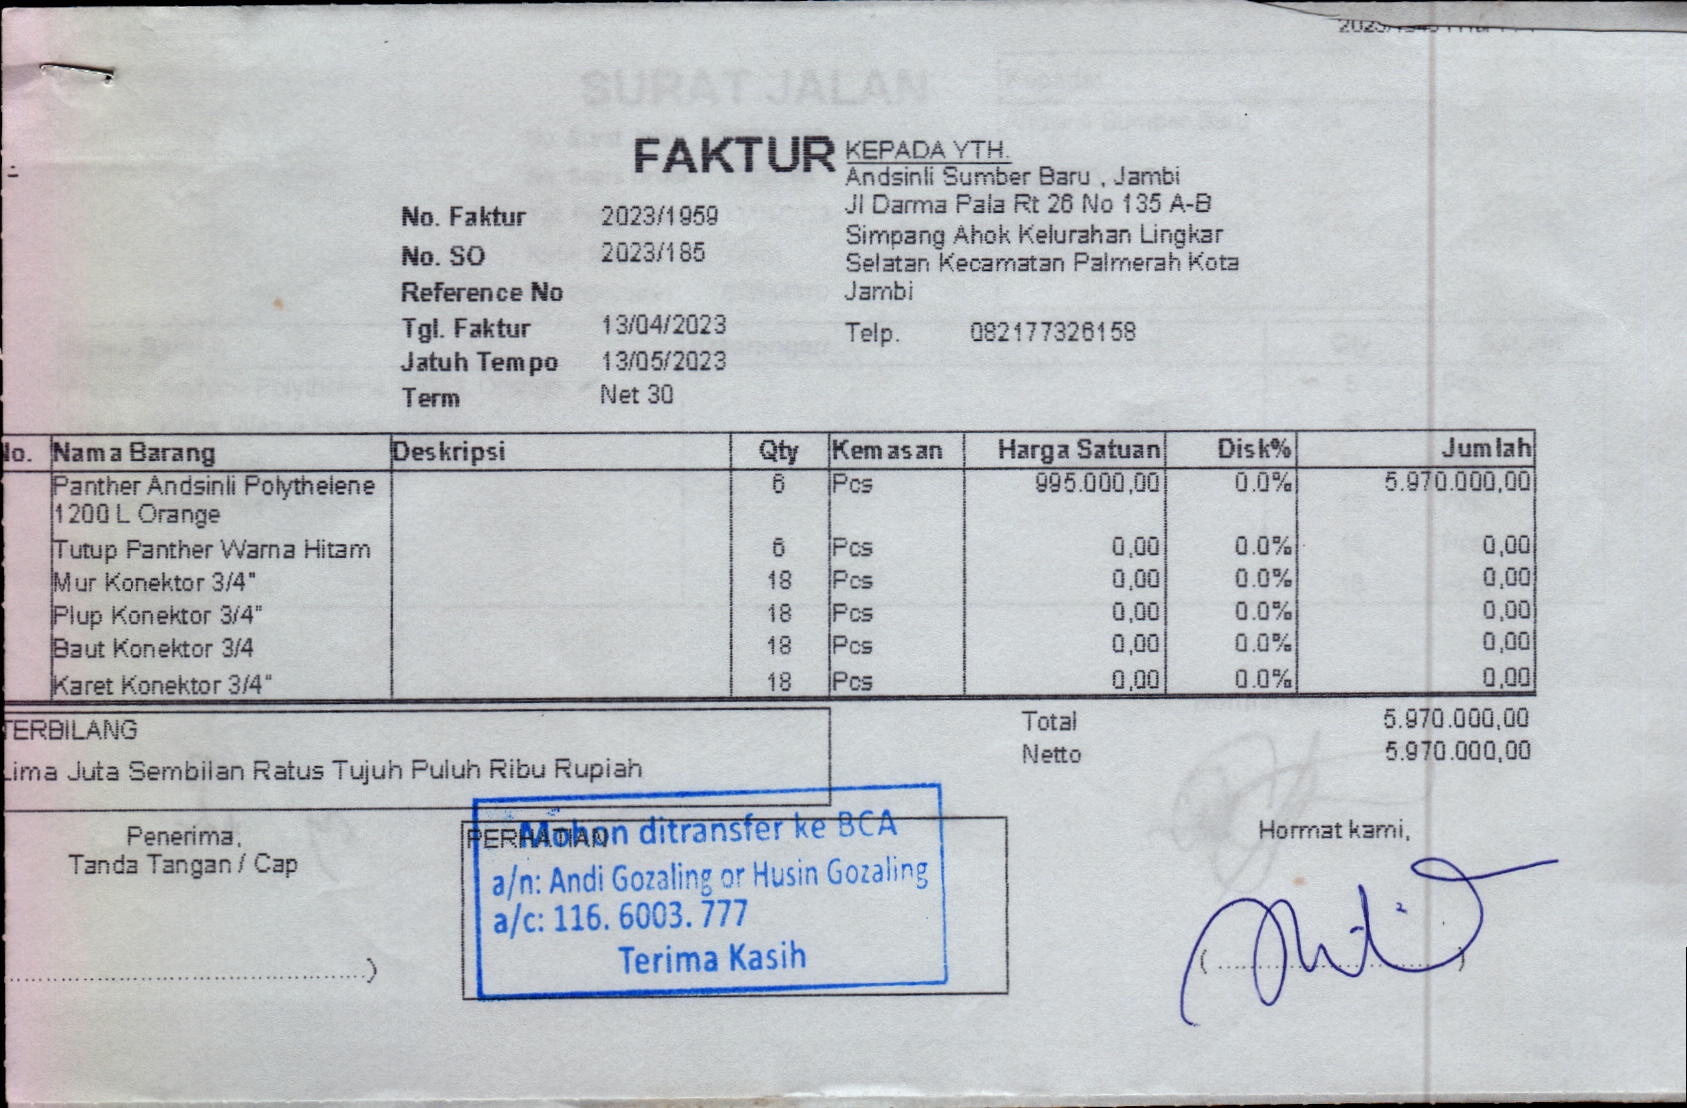 FAKTUR
KEPADA YTH.
Andsinli Sumber Baru , Jambi
Jl Darma Pala Rt 26 No 135 A-B
Simpang Ahok Kelurahan Lingkar
Selatan Kecamatan Palmerah Kota
Jambi
Telp. 082177326158
No. Faktur 2023/1959
No. SO 2023/185
Reference No
Tgl. Faktur 13/04/2023
Jatuh Tempo 13/05/2023
Term Net 30
No. Nama Barang Deskripsi Qty Kemasan Harga Satuan Disk% Jumlah
Panther Andsinli Polythelene 6 Pcs 995.000,00 0.0% 5.970.000,00
1200 L Orange
Tutup Panther Warna Hitam 6 Pcs 0,00 0.0% 0,00
Mur Konektor 3/4" 18 Pcs 0,00 0.0% 0,00
Plup Konektor 3/4" 18 Pcs 0,00 0.0% 0,00
Baut Konektor 3/4 18 Pcs 0,00 0.0% 0,00
Karet Konektor 3/4" 18 Pcs 0,00 0.0% 0,00
TERBILANG
Lima Juta Sembilan Ratus Tujuh Puluh Ribu Rupiah
Total 5.970.000,00
Netto 5.970.000,00
Penerima,
Tanda Tangan / Cap
PERHATIAN
Mohon ditransfer ke BCA
a/n: Andi Gozaling or Husin Gozaling
a/c: 116. 6003. 777
Terima Kasih
Hormat kami,
SURAT JALAN